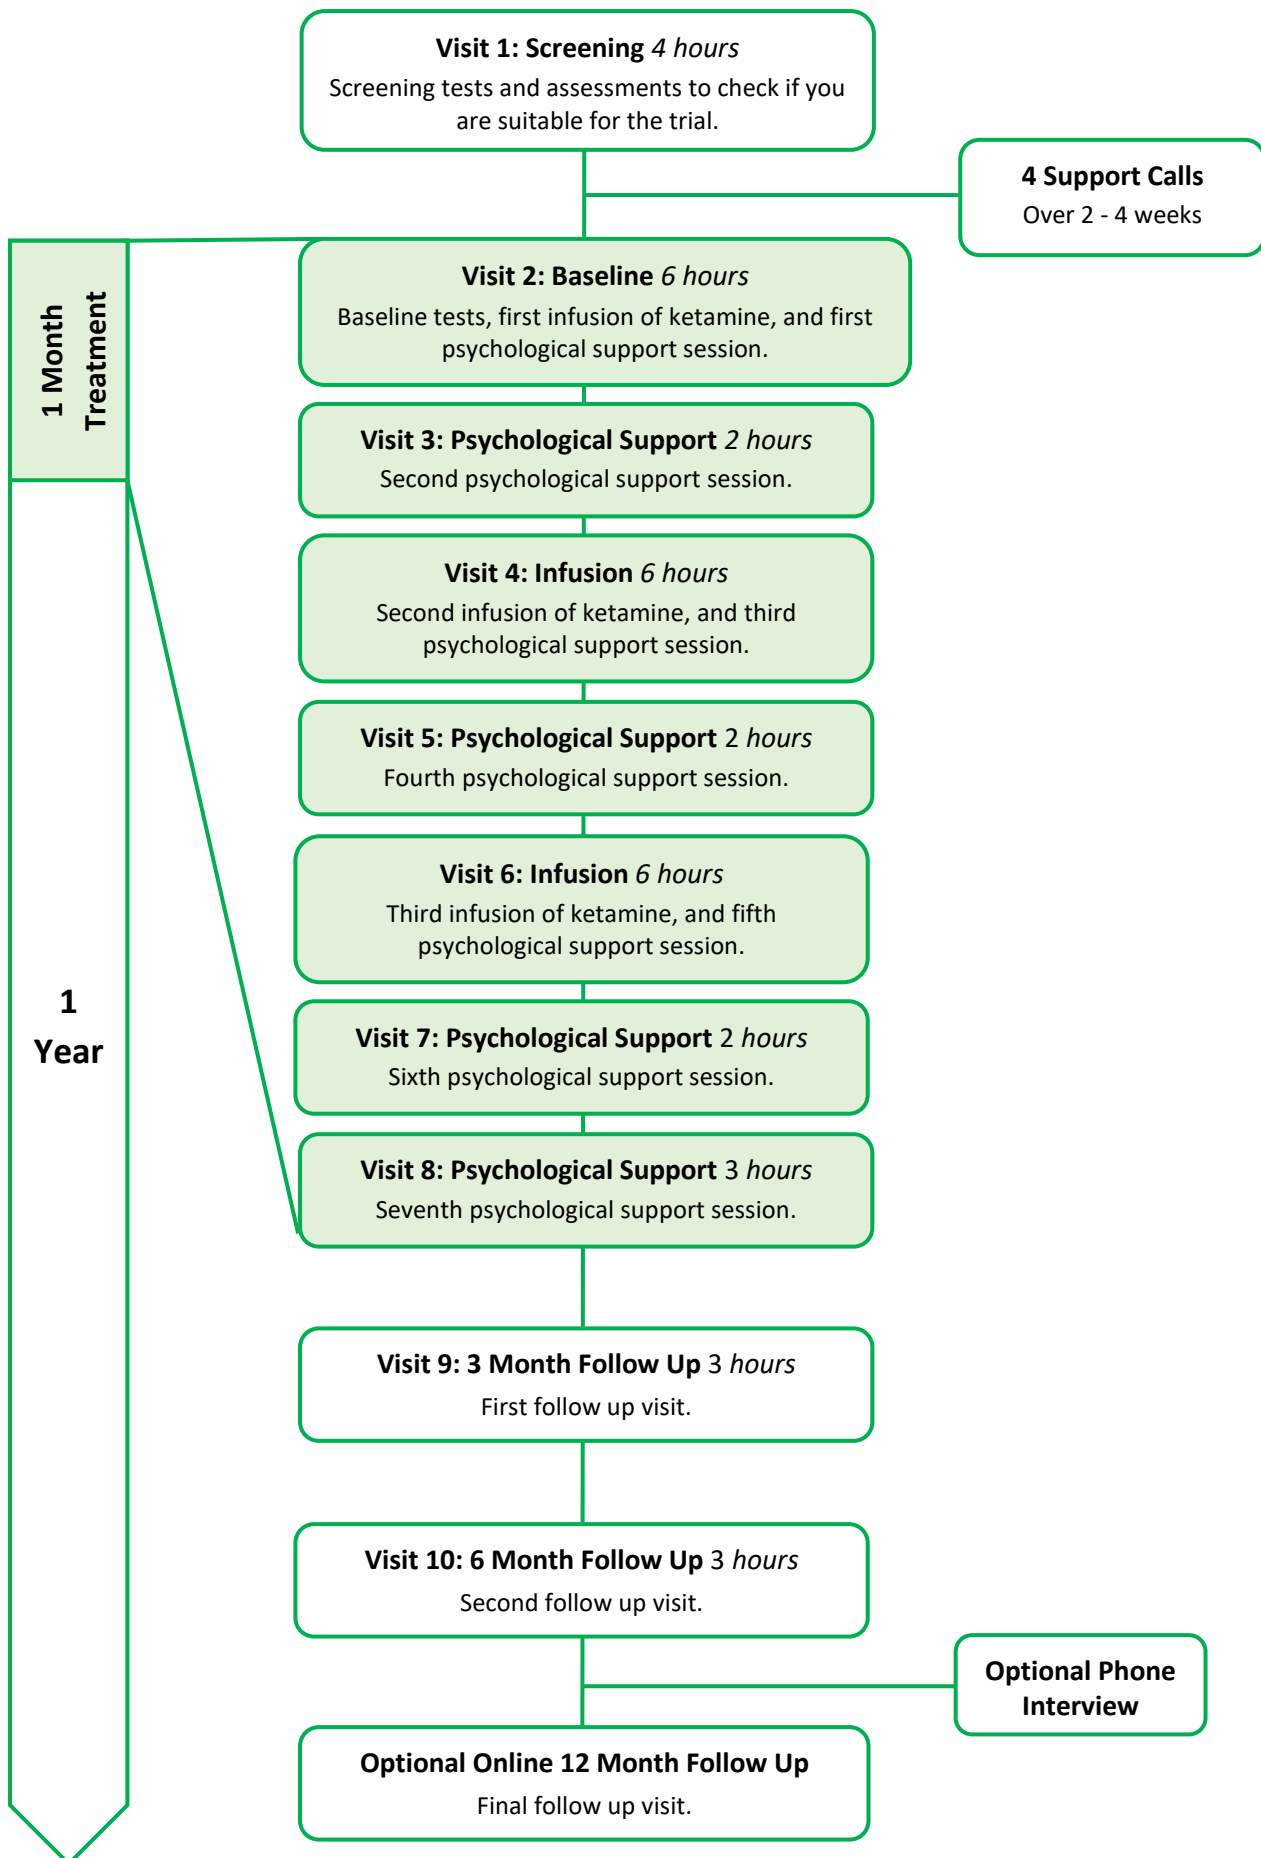 Visit 1: Screening 4 hours
Screening tests and assessments to check if you
are suitable for the trial.
4 Support Calls
Over 2 - 4 weeks
1 Month
Treatment
Visit 2: Baseline 6 hours
Baseline tests, first infusion of ketamine, and first
psychological support session.
Visit 3: Psychological Support 2 hours
Second psychological support session.
Visit 4: Infusion 6 hours
Second infusion of ketamine, and third
psychological support session.
Visit 5: Psychological Support 2 hours
Fourth psychological support session.
Visit 6: Infusion 6 hours
Third infusion of ketamine, and fifth
psychological support session.
1
Year
Visit 7: Psychological Support 2 hours
Sixth psychological support session.
Visit 8: Psychological Support 3 hours
Seventh psychological support session.
Visit 9: 3 Month Follow Up 3 hours
First follow up visit.
Visit 10: 6 Month Follow Up 3 hours
Second follow up visit.
Optional Phone
Interview
Optional Online 12 Month Follow Up
Final follow up visit.